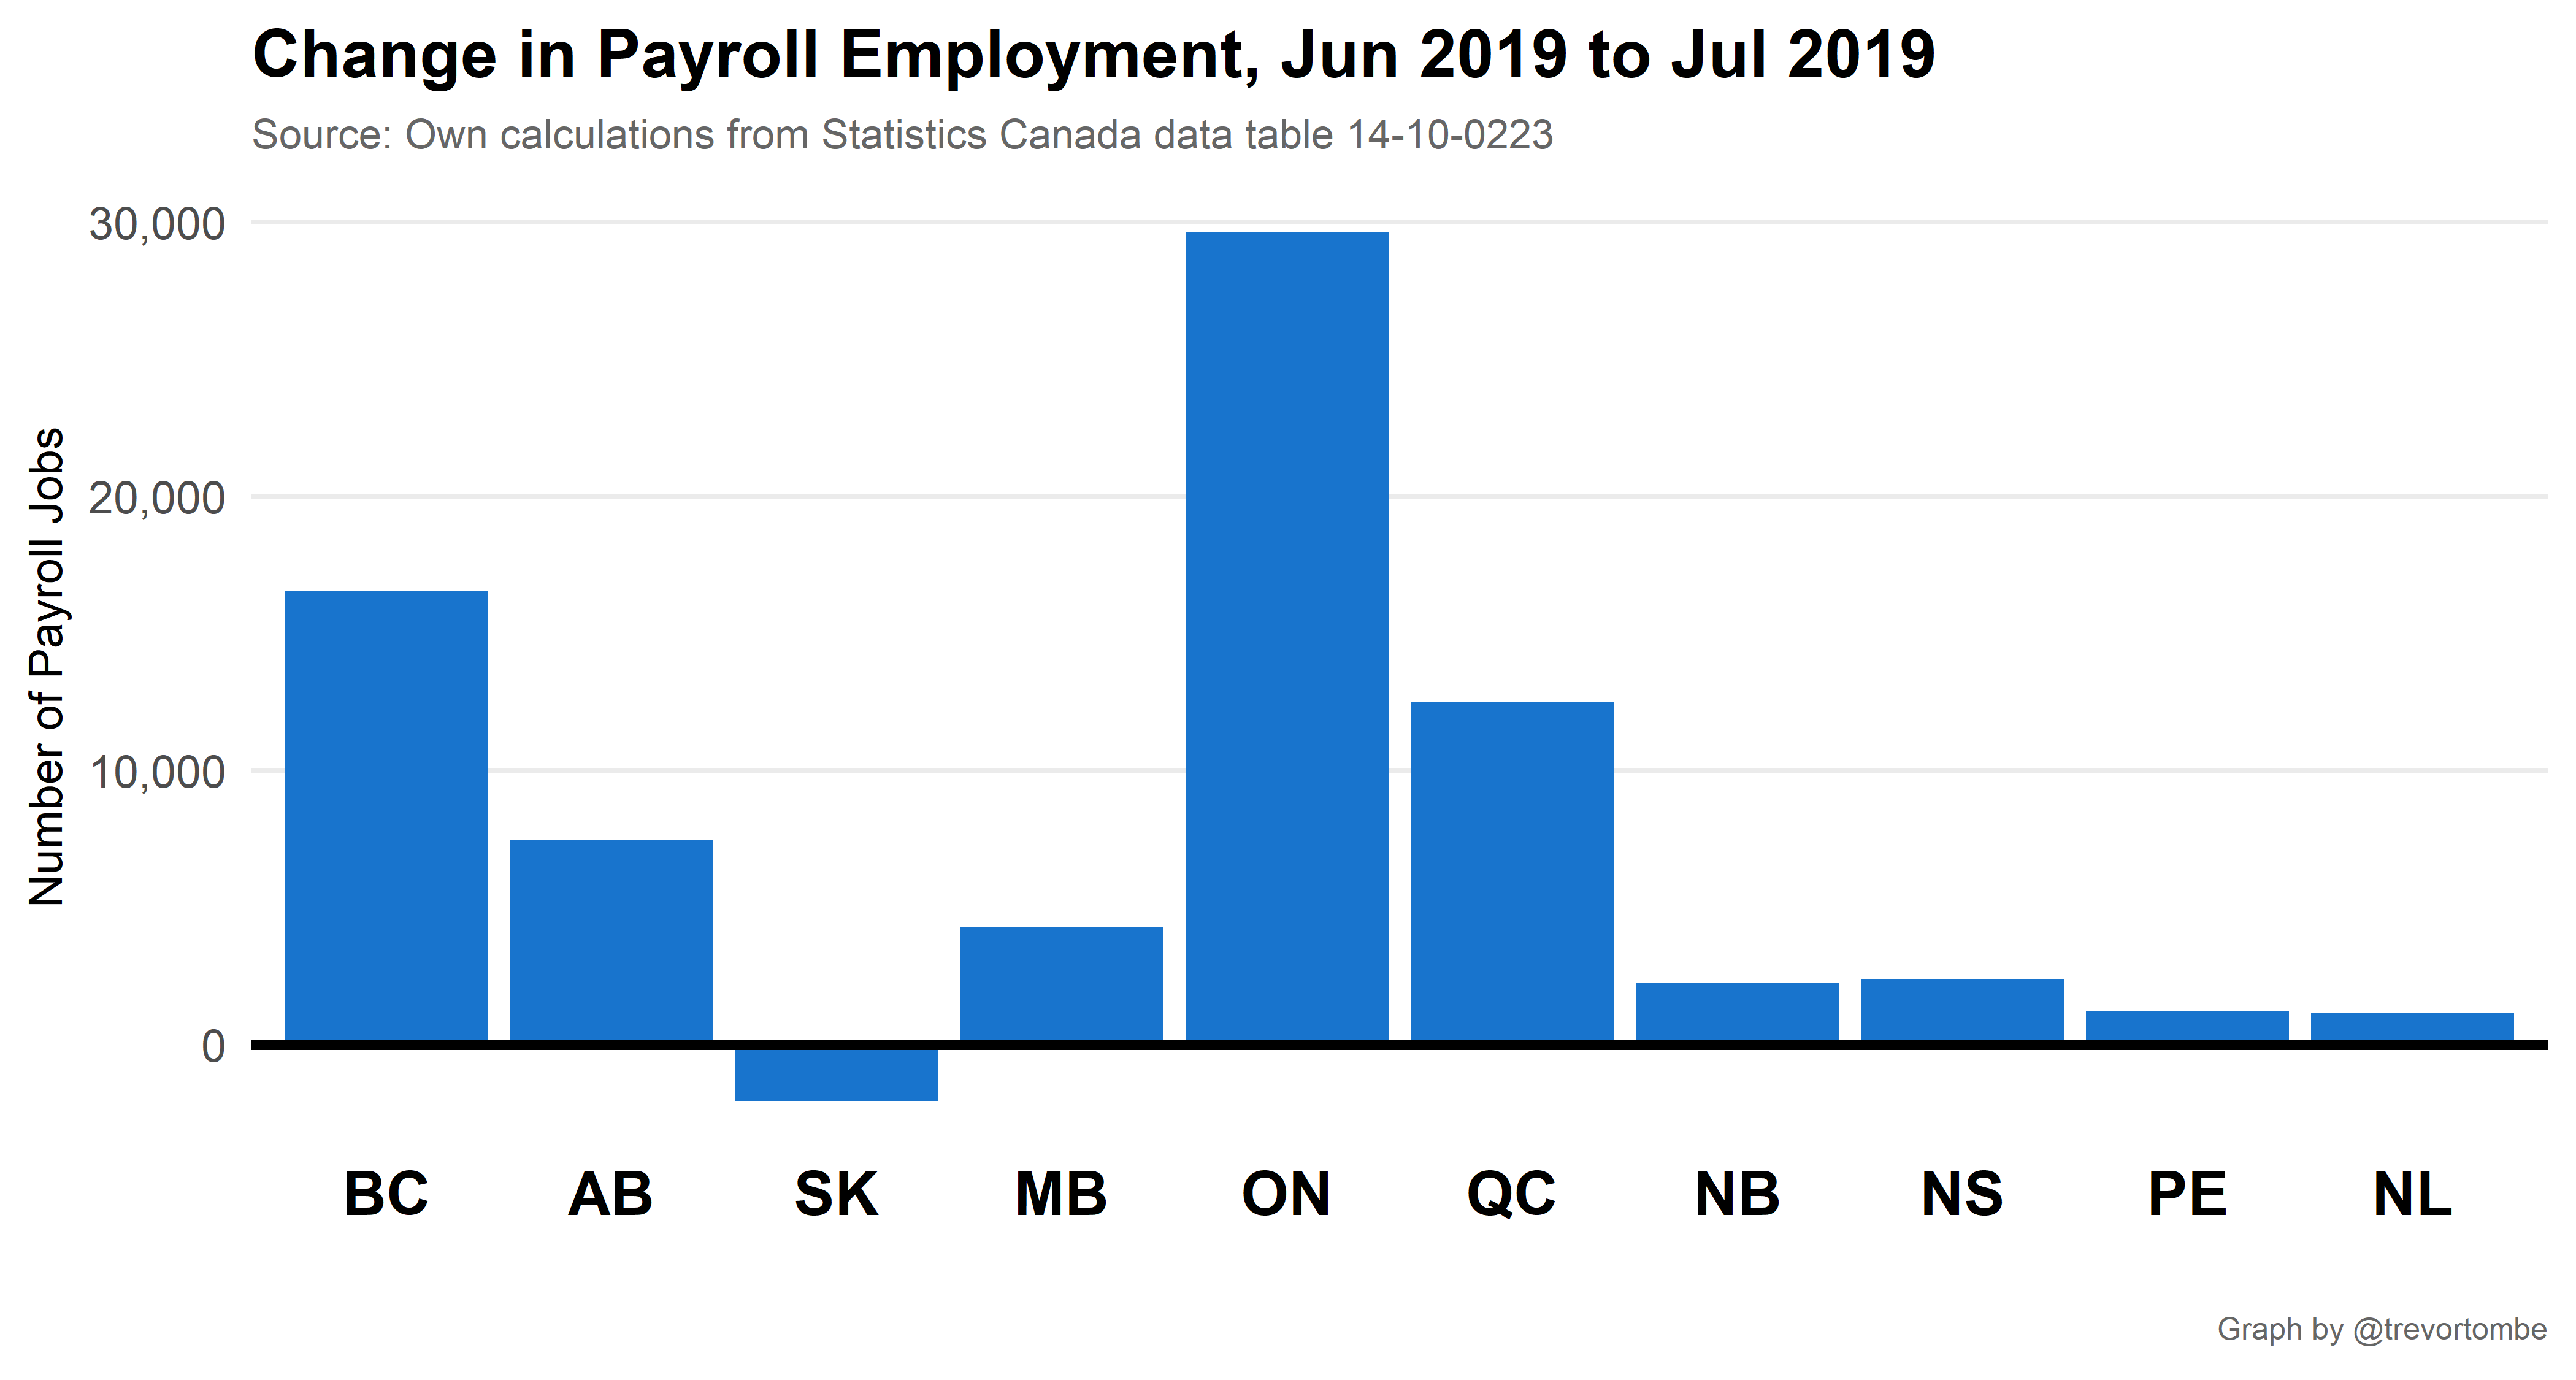 Change in Payroll Employment, Jun 2019 to Jul 2019
Source: Own calculations from Statistics Canada data table 14-10-0223
Number of Payroll Jobs
30,000
20,000
10,000
0
BC AB SK MB ON QC NB NS PE NL
Graph by @trevortombe